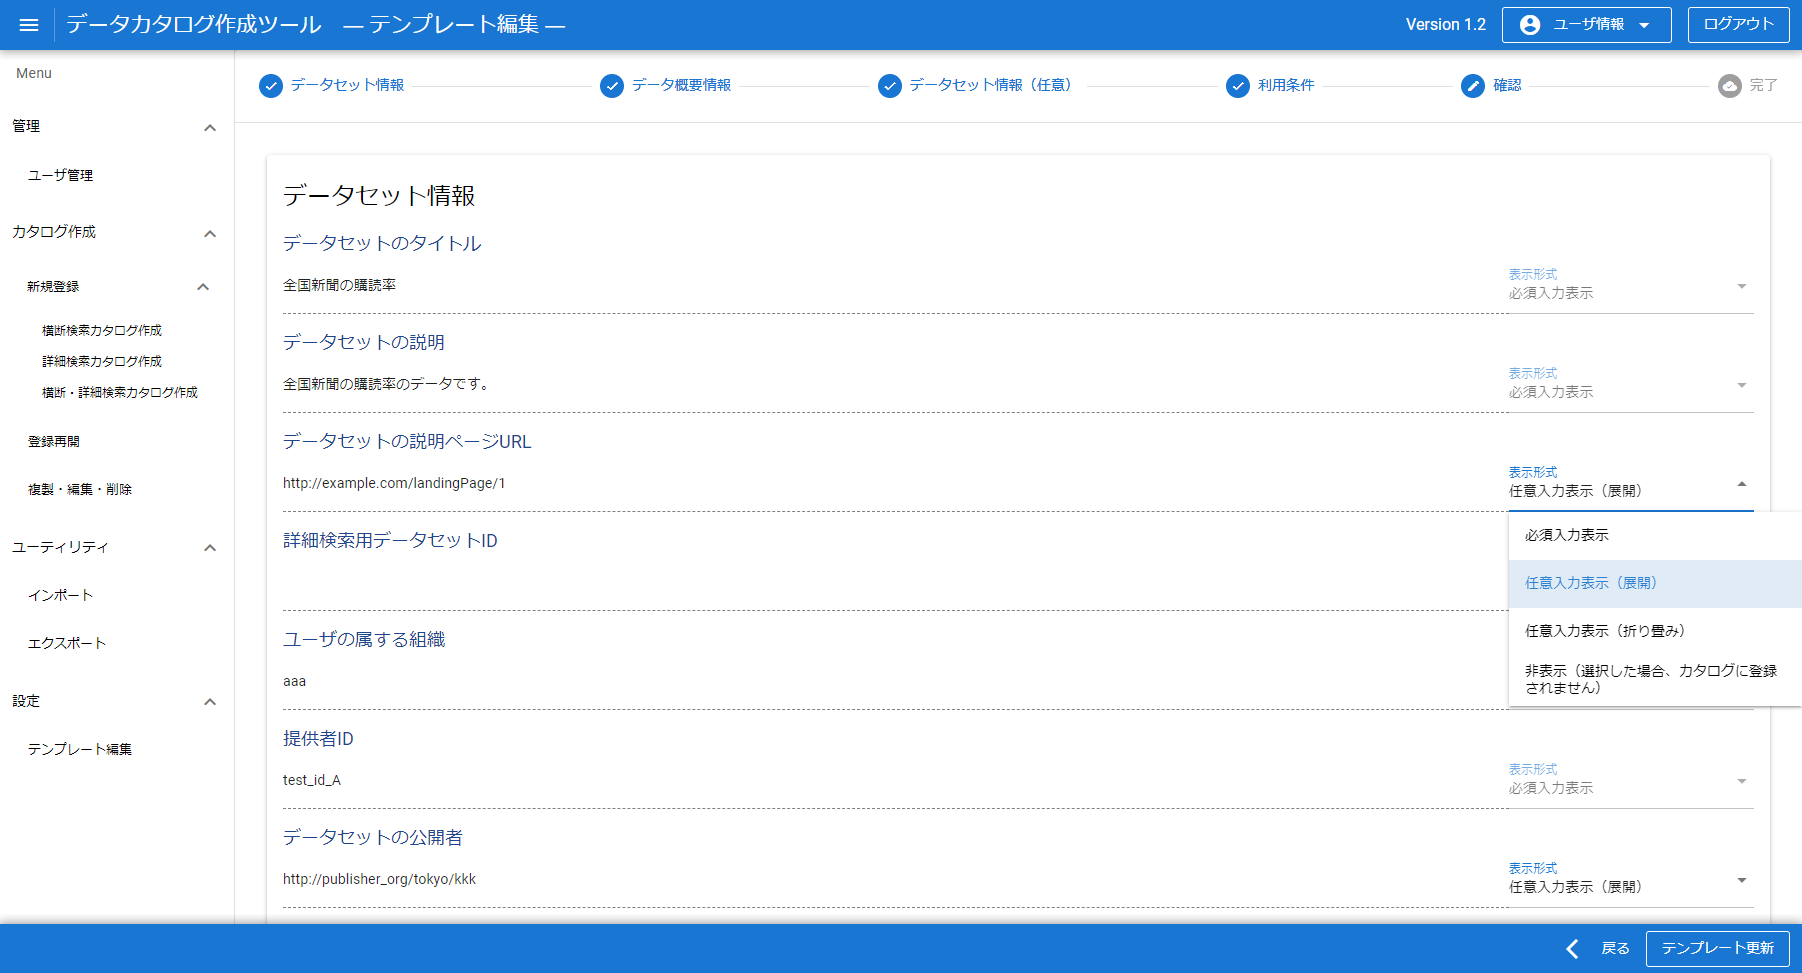 データカタログ作成ツール ― テンプレート編集 ―
Version 1.2
ユーザ情報
ログアウト
Menu
管理
ユーザ管理
カタログ作成
新規登録
横断検索カタログ作成
詳細検索カタログ作成
横断・詳細検索カタログ作成
登録再開
複製・編集・削除
ユーティリティ
インポート
エクスポート
設定
テンプレート編集
データセット情報
データ概要情報
データセット情報（任意）
利用条件
確認
完了
データセット情報
データセットのタイトル
全国新聞の購読率
表示形式
必須入力表示
データセットの説明
全国新聞の購読率のデータです。
表示形式
必須入力表示
データセットの説明ページURL
http://example.com/landingPage/1
表示形式
任意入力表示（展開）
必須入力表示
任意入力表示（展開）
任意入力表示（折り畳み）
非表示（選択した場合、カタログに登録
されません）
詳細検索用データセットID
ユーザの属する組織
aaa
提供者ID
test_id_A
表示形式
必須入力表示
データセットの公開者
http://publisher_org/tokyo/kkk
表示形式
任意入力表示（展開）
戻る
テンプレート更新